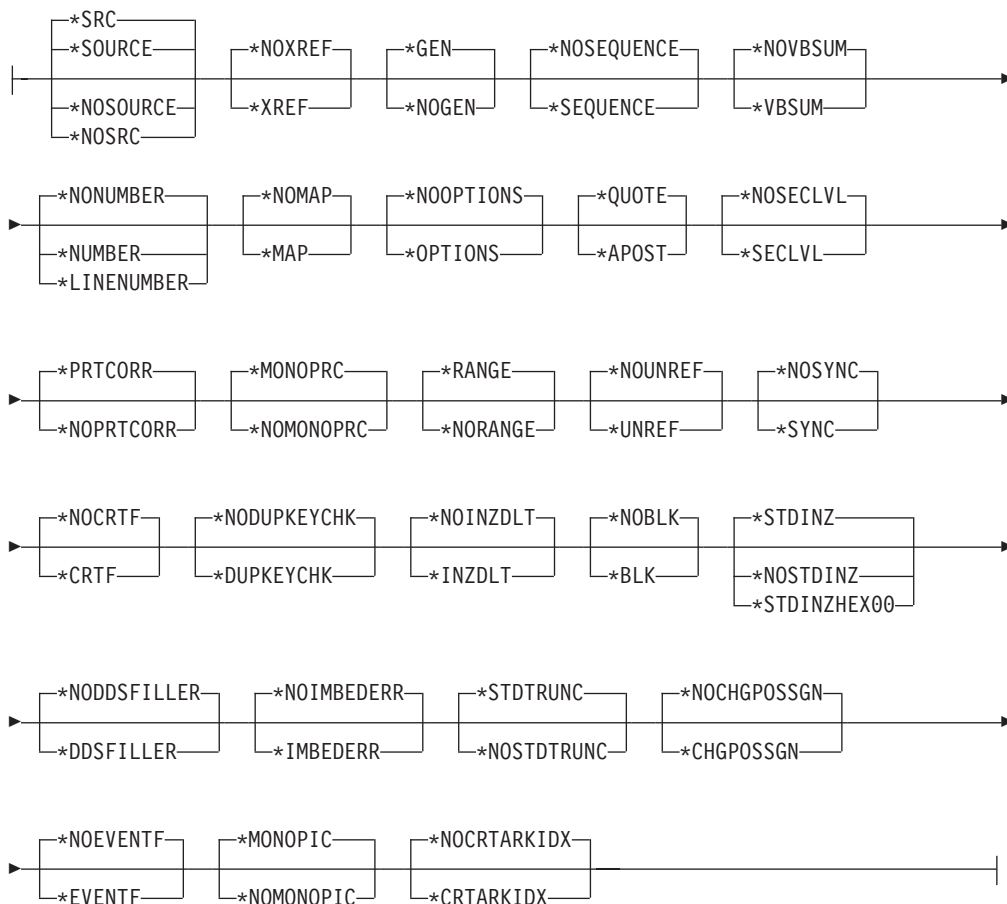 *SRC
*SOURCE *NOXREF *GEN *NOSEQUENCE *NOVBSUM
*NOSOURCE *XREF *NOGEN *SEQUENCE *VBSUM
*NOSRC
*NONUMBER *NOMAP *NOOPTIONS *QUOTE *NOSECLVL
*NUMBER *MAP *OPTIONS *APOST *SECLVL
*LINENUMBER
*PRTCORR *MONOPRC *RANGE *NOUNREF *NOSYNC
*NOPRTCORR *NOMONOPRC *NORANGE *UNREF *SYNC
*NOCRTF *NODUPKEYCHK *NOINZDLT *NOBLK *STDINZ
*CRTF *DUPKEYCHK *INZDLT *BLK *NOSTDINZ
*STDINZHEX00
*NODDSFILLER *NOIMBEDERR *STDTRUNC *NOCHGPOSSGN
*DDSFILLER *IMBEDERR *NOSTDTRUNC *CHGPOSSGN
*NOEVENTF *MONOPIC *NOCRTARKIDX
*EVENTF *NOMONOPIC *CRTARKIDX